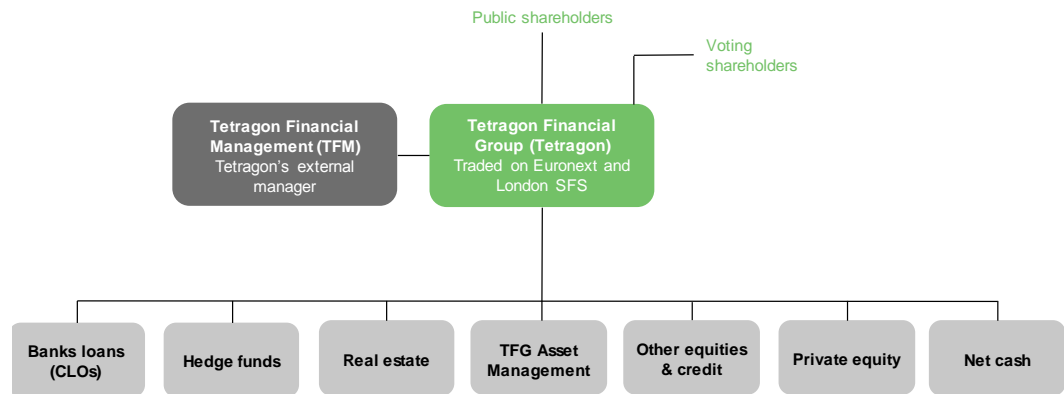 Public shareholders
Voting
shareholders
Tetragon Financial
Management (TFM)
Tetragon's external
manager
Tetragon Financial
Group (Tetragon)
Traded on Euronext and
London SFS
Banks loans
(CLOs)
Hedge funds
Real estate
TFG Asset
Management
Other equities
& credit
Private equity
Net cash